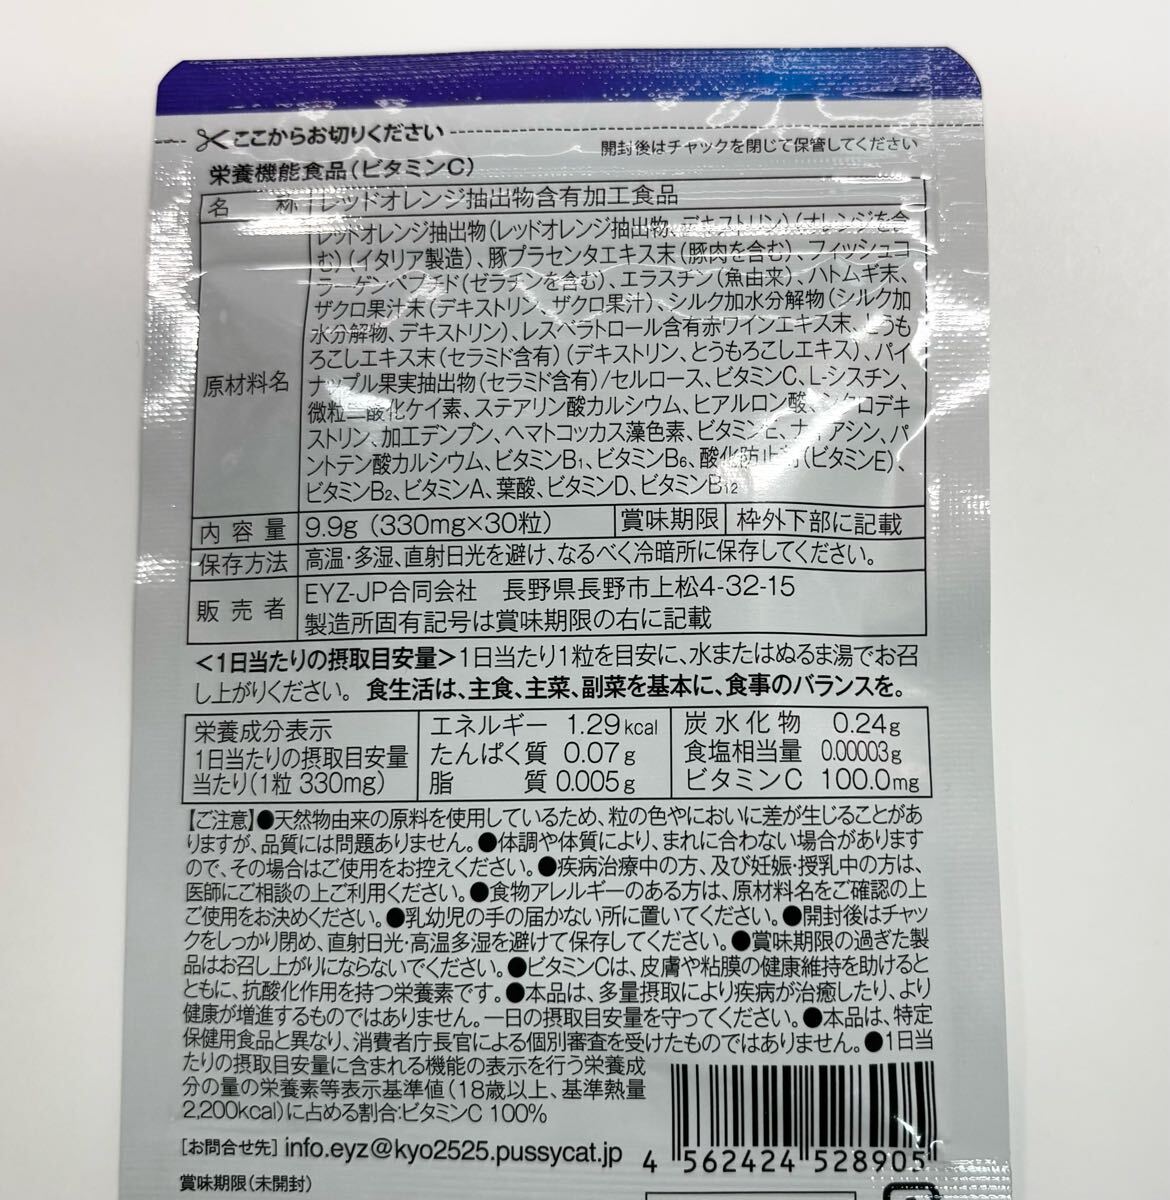 ここからお切りください
開封後はチャックを閉じて保管してください
栄養機能食品(ビタミンC)
名称 レッドオレンジ抽出物含有加工食品
原材料名
レッドオレンジ抽出物(レッドオレンジ抽出物、デキストリン)(オレンジを含
む)(イタリア製造)、豚プラセンタエキス末(豚肉を含む)、フィッシュコ
ラーゲンペプチド(ゼラチンを含む)、エラスチン(魚由来)、ハトムギ末、
ザクロ果汁末(デキストリン、ザクロ果汁)、シルク加水分解物(シルク加
水分解物、デキストリン)、レスベラトロール含有赤ワインエキス末、とうも
ろこしエキス末(セラミド含有)(デキストリン、とうもろこしエキス)、パイ
ナップル果実抽出物(セラミド含有)/セルロース、ビタミンC、L-シスチン、
微粒二酸化ケイ素、ステアリン酸カルシウム、ヒアルロン酸、シクロデキ
ストリン、加工デンプン、ヘマトコッカス藻色素、ビタミンE、ナイアシン、パ
ントテン酸カルシウム、ビタミンB1、ビタミンB6、酸化防止剤(ビタミンE)、
ビタミンB2、ビタミンA、葉酸、ビタミンD、ビタミンB12
内容量 9.9g(330mg×30粒) 賞味期限 枠外下部に記載
保存方法 高温・多湿、直射日光を避け、なるべく冷暗所に保存してください。
販売者 EYZ-JP合同会社 長野県長野市上松4-32-15
製造所固有記号は賞味期限の右に記載
<1日当たりの摂取目安量>1日当たり1粒を目安に、水またはぬるま湯でお召
し上がりください。食生活は、主食、主菜、副菜を基本に、食事のバランスを。
栄養成分表示
1日当たりの摂取目安量
当たり(1粒 330mg)
エネルギー 1.29kcal
たんぱく質 0.07g
脂質 0.005g
炭水化物 0.24g
食塩相当量 0.00003g
ビタミンC 100.0mg
【ご注意】●天然物由来の原料を使用しているため、粒の色やにおいに差が生じることがあ
りますが、品質には問題ありません。●体調や体質により、まれに合わない場合があります
ので、その場合はご使用をお控えください。●疾病治療中の方、及び妊娠・授乳中の方は、
医師にご相談の上ご利用ください。●食物アレルギーのある方は、原材料名をご確認の上
ご使用をお決めください。●乳幼児の手の届かない所に置いてください。●開封後はチャッ
クをしっかり閉め、直射日光・高温多湿を避けて保存してください。●賞味期限の過ぎた製
品はお召し上がりにならないでください。●ビタミンCは、皮膚や粘膜の健康維持を助けると
ともに、抗酸化作用を持つ栄養素です。●本品は、多量摂取により疾病が治癒したり、より
健康が増進するものではありません。一日の摂取目安量を守ってください。●本品は、特定
保健用食品と異なり、消費者庁長官による個別審査を受けたものではありません。●1日当
たりの摂取目安量に含まれる機能の表示を行う栄養成
分の量の栄養素等表示基準値(18歳以上、基準熱量
2,200kcal)に占める割合:ビタミンC 100%
[お問合せ先] info.eyz@kyo2525.pussycat.jp
4 562424 528905
賞味期限(未開封)